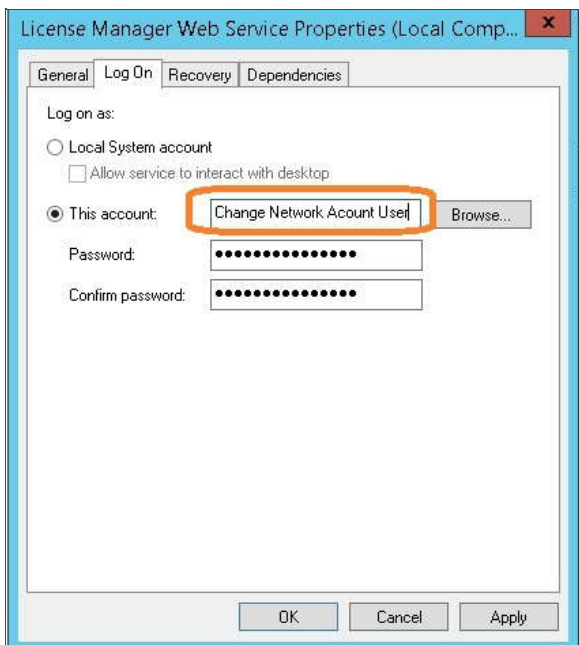 License Manager Web Service Properties (Local Comp... x
General Log On Recovery Dependencies
Log on as:
Local System account
Allow service to interact with desktop
This account: Change Network Acount User Browse...
Password: ●●●●●●●●●●●●●●●
Confirm password: ●●●●●●●●●●●●●●●
OK Cancel Apply